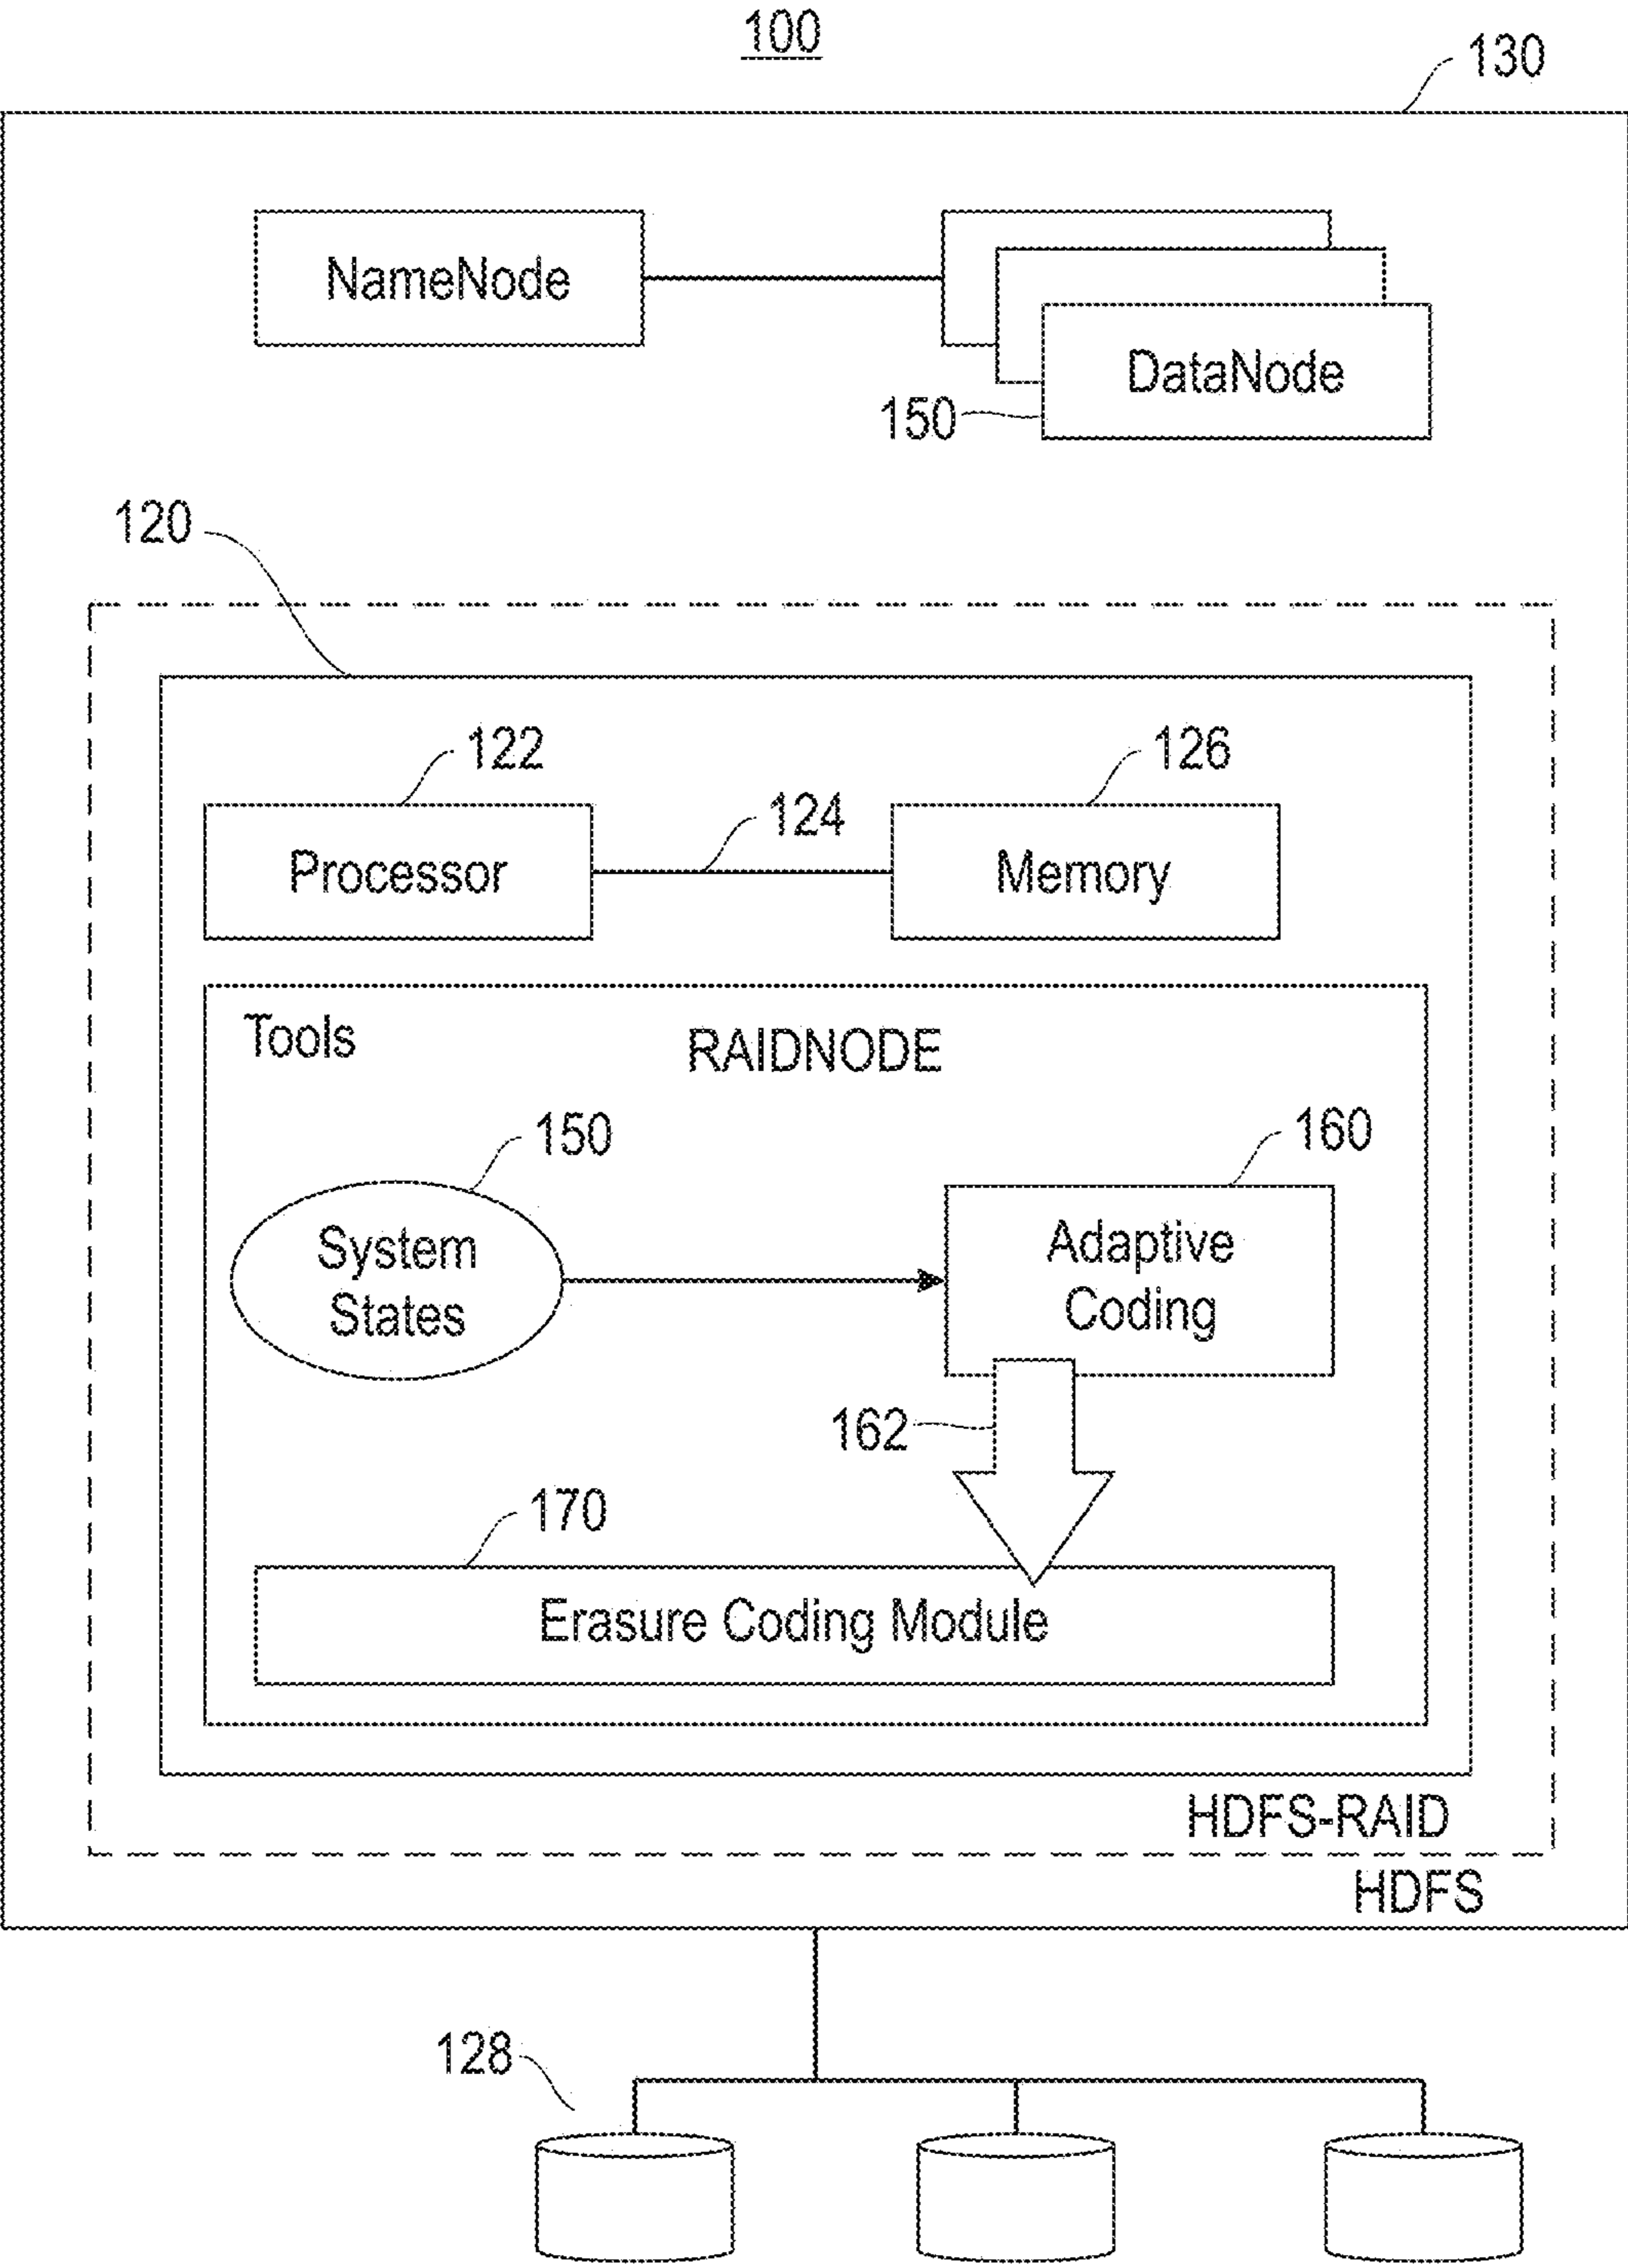 100
130
NameNode
DataNode
150
120
122
126
124
Processor
Memory
Tools
RAIDNODE
150
160
System
States
Adaptive
Coding
162
170
Erasure Coding Module
HDFS-RAID
HDFS
128